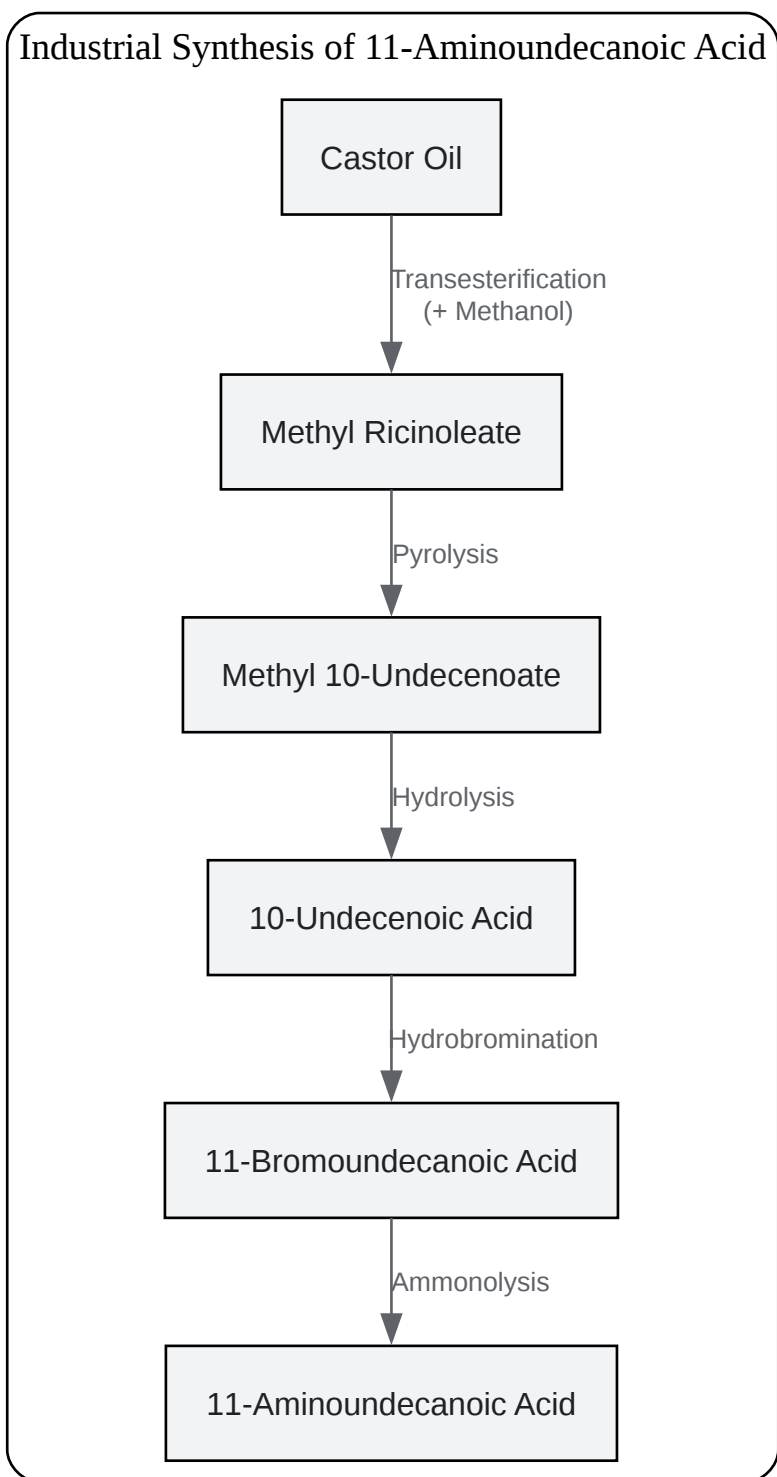 Industrial Synthesis of 11-Aminoundecanoic Acid
Castor Oil
Transesterification
(+ Methanol)
Methyl Ricinoleate
Pyrolysis
Methyl 10-Undecenoate
Hydrolysis
10-Undecenoic Acid
Hydrobromination
11-Bromoundecanoic Acid
Ammonolysis
11-Aminoundecanoic Acid